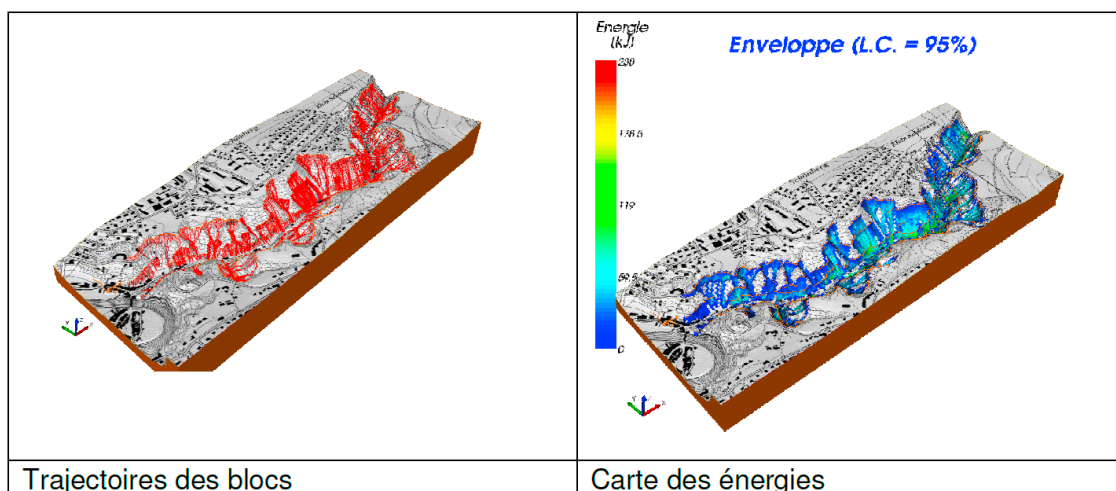 Energie
(kJ)
Enveloppe (L.C. = 95%)
238
178.5
119
59.5
0
Trajectoires des blocs
Carte des énergies